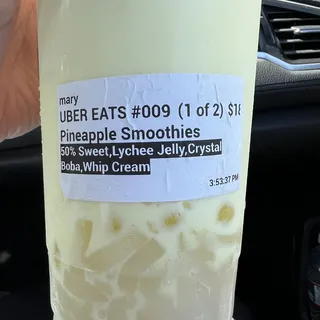 mary
UBER EATS #009 (1 of 2) $18
Pineapple Smoothies
50% Sweet,Lychee Jelly,Crystal
Boba,Whip Cream
3:53:37 PM